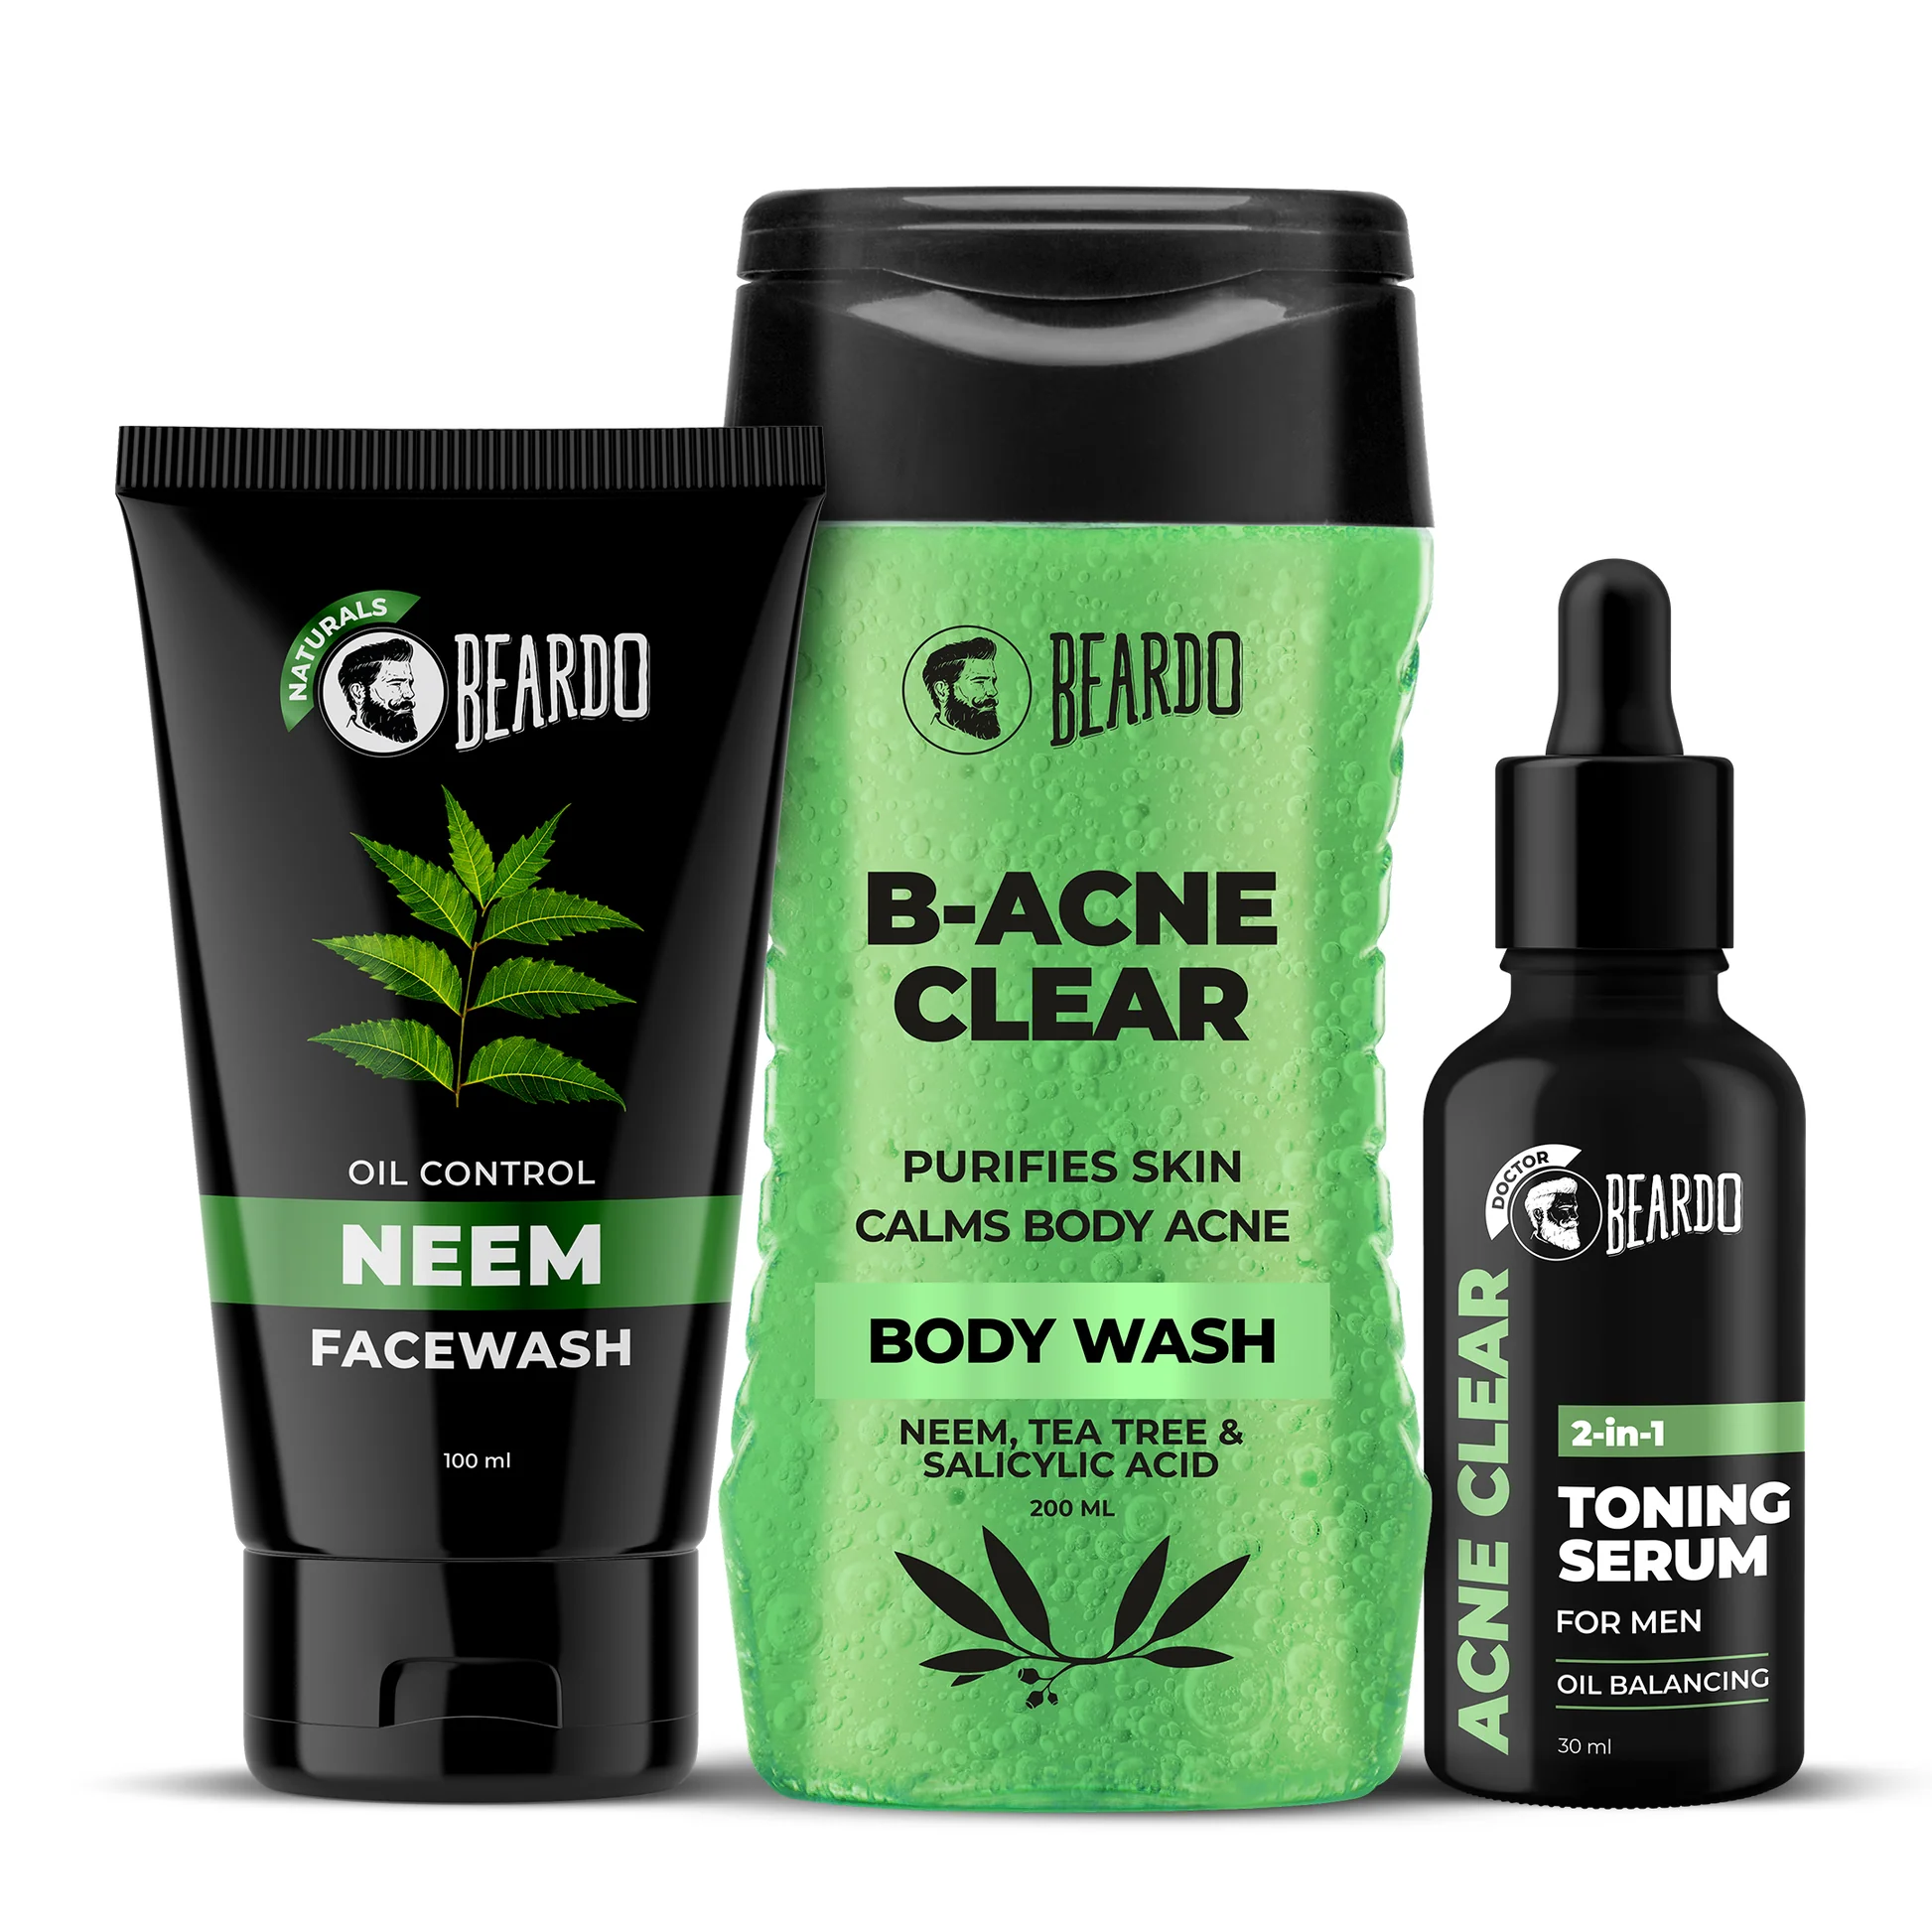 NATURALS
BEARDO
OIL CONTROL
NEEM
FACEWASH
100 ml
BEARDO
B-ACNE
CLEAR
PURIFIES SKIN
CALMS BODY ACNE
BODY WASH
NEEM, TEA TREE &
SALICYLIC ACID
200 ML
DOCTOR
BEARDO
ACNE CLEAR
2-in-1
TONING
SERUM
FOR MEN
OIL BALANCING
30 ml